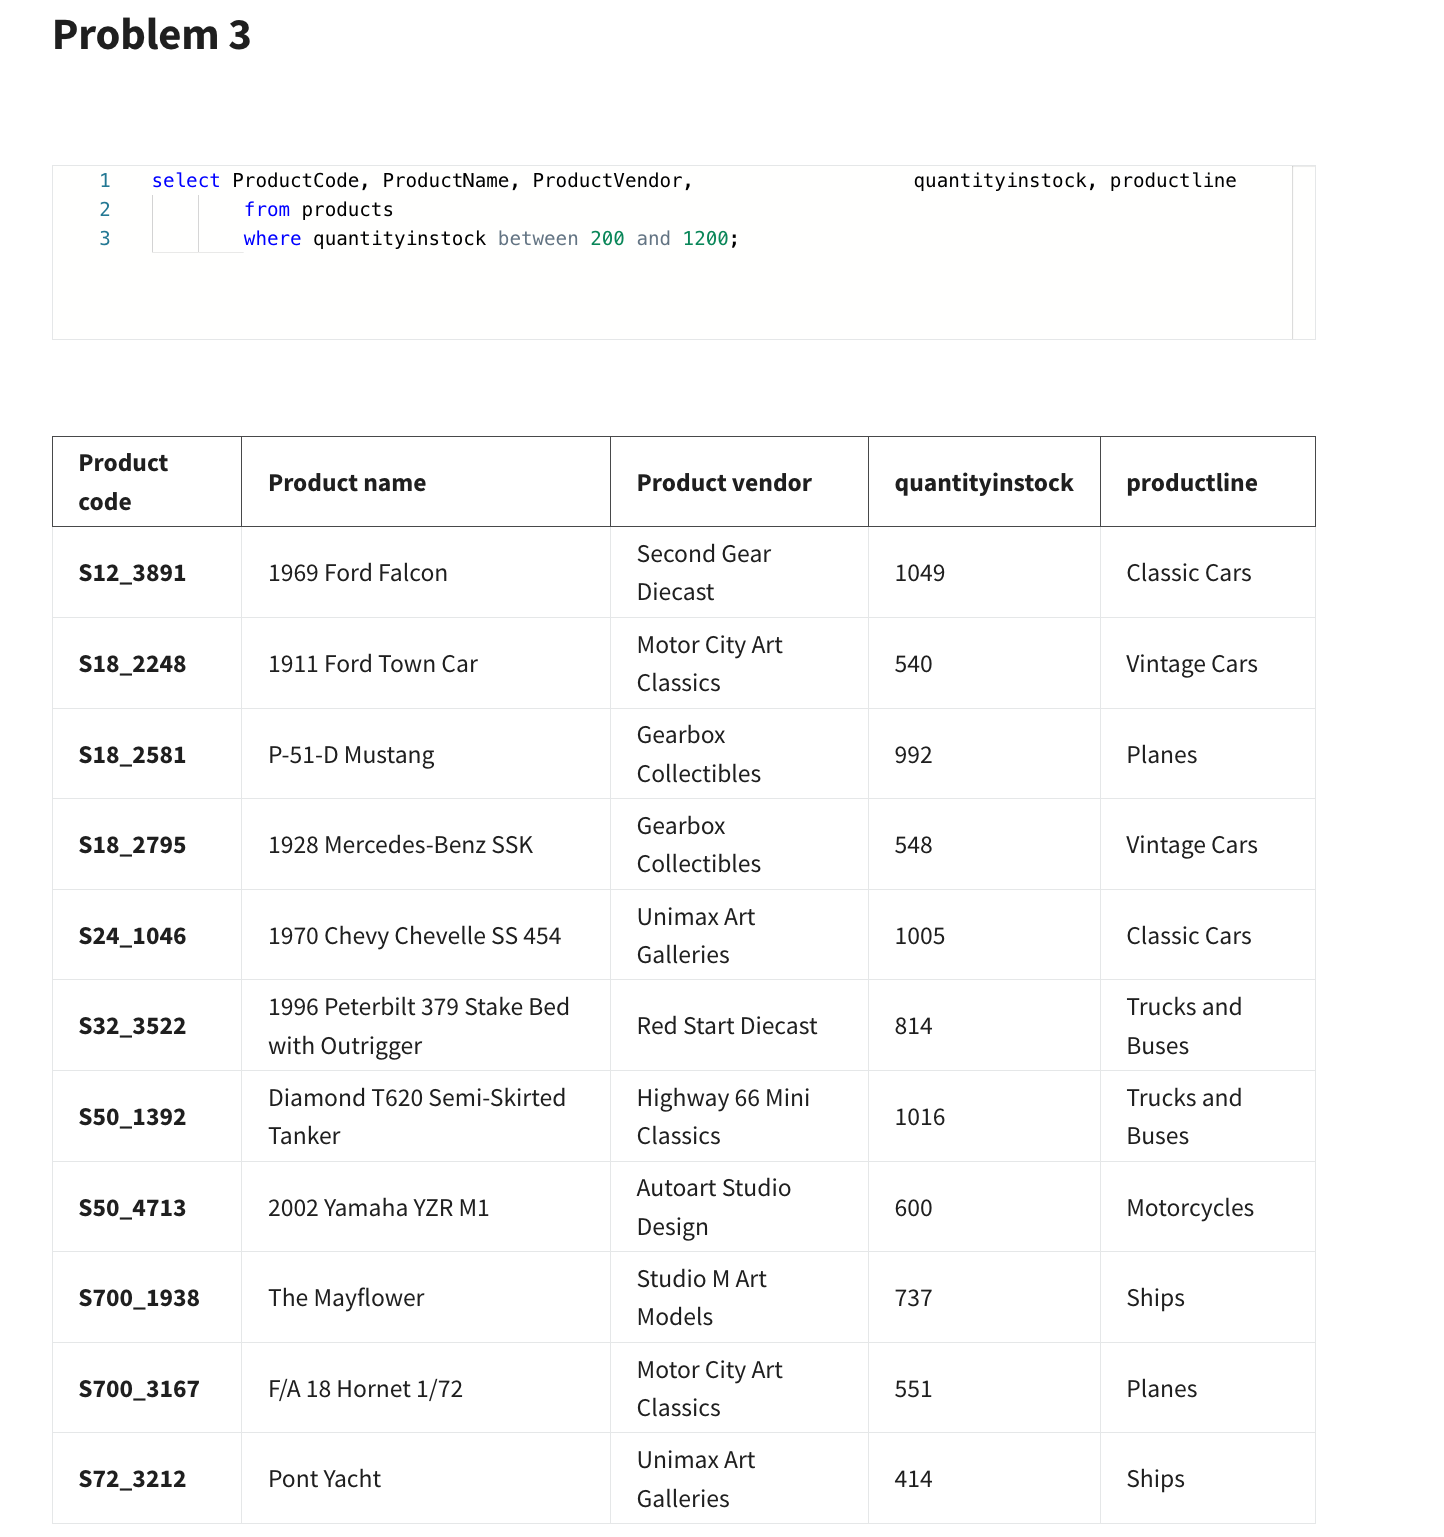 Problem 3
1 select ProductCode, ProductName, ProductVendor, quantityinstock, productline
2 from products
3 where quantityinstock between 200 and 1200;
Product code | Product name | Product vendor | quantityinstock | productline
S12_3891 | 1969 Ford Falcon | Second Gear Diecast | 1049 | Classic Cars
S18_2248 | 1911 Ford Town Car | Motor City Art Classics | 540 | Vintage Cars
S18_2581 | P-51-D Mustang | Gearbox Collectibles | 992 | Planes
S18_2795 | 1928 Mercedes-Benz SSK | Gearbox Collectibles | 548 | Vintage Cars
S24_1046 | 1970 Chevy Chevelle SS 454 | Unimax Art Galleries | 1005 | Classic Cars
S32_3522 | 1996 Peterbilt 379 Stake Bed with Outrigger | Red Start Diecast | 814 | Trucks and Buses
S50_1392 | Diamond T620 Semi-Skirted Tanker | Highway 66 Mini Classics | 1016 | Trucks and Buses
S50_4713 | 2002 Yamaha YZR M1 | Autoart Studio Design | 600 | Motorcycles
S700_1938 | The Mayflower | Studio M Art Models | 737 | Ships
S700_3167 | F/A 18 Hornet 1/72 | Motor City Art Classics | 551 | Planes
S72_3212 | Pont Yacht | Unimax Art Galleries | 414 | Ships